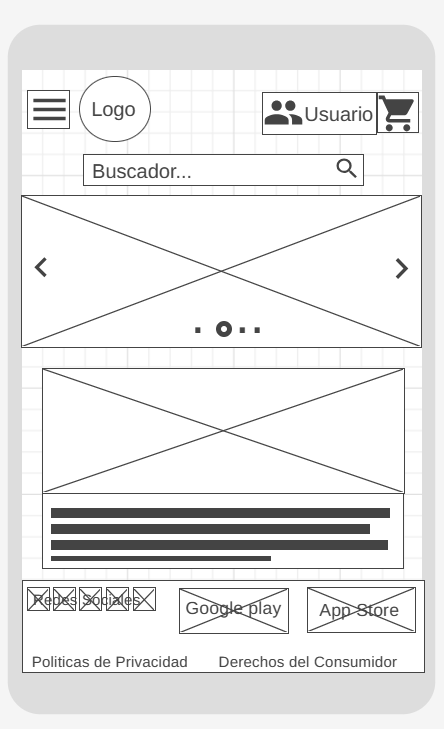 Logo
Usuario
Buscador...
Redes Sociales
Google play
App Store
Politicas de Privacidad
Derechos del Consumidor